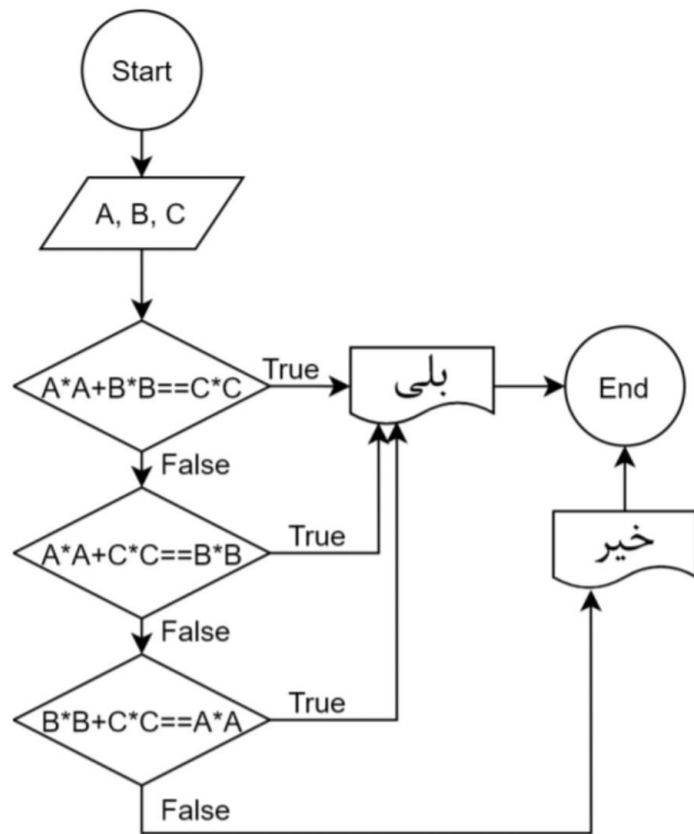 Start
A, B, C
A*A+B*B==C*C
True
بلی
End
False
A*A+C*C==B*B
True
خیر
False
B*B+C*C==A*A
True
False